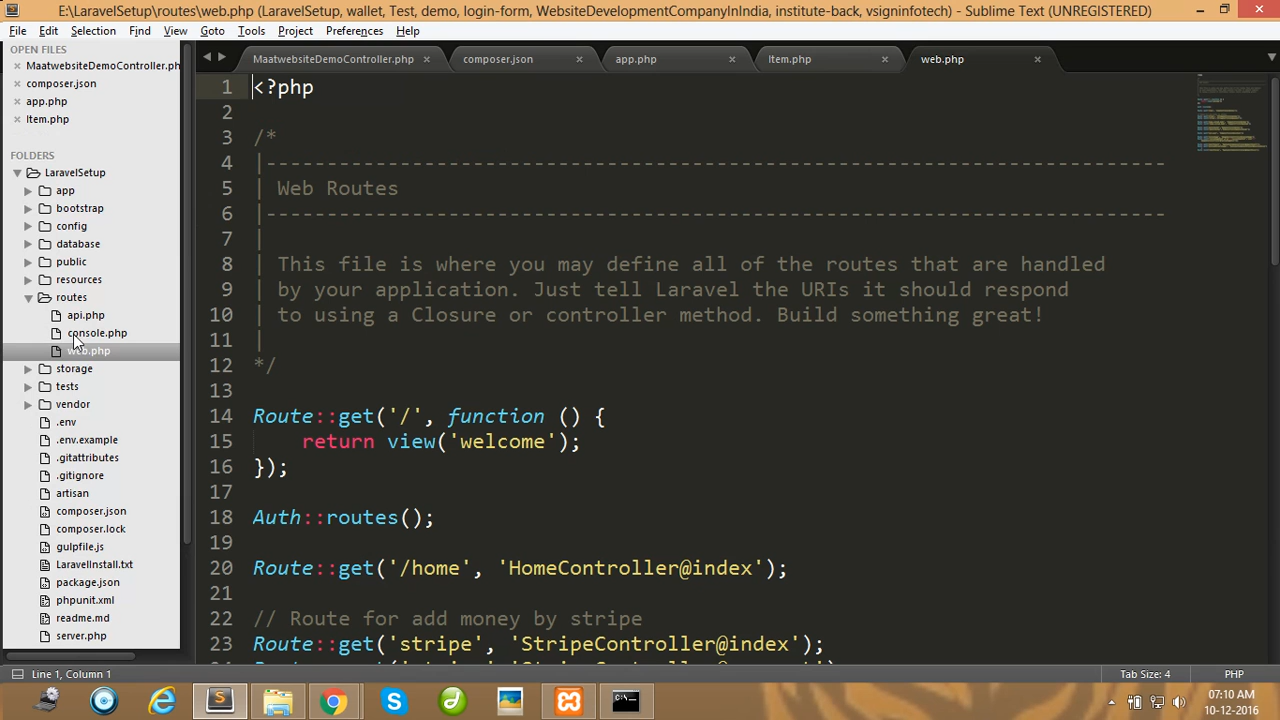 E:\LaravelSetup\routes\web.php (LaravelSetup, wallet, Test, demo, login-form, WebsiteDevelopmentCompanyInIndia, institute-back, vsigninfotech) - Sublime Text (UNREGISTERED)
File Edit Selection Find View Goto Tools Project Preferences Help
OPEN FILES
MaatwebsiteDemoController.ph
composer.json
app.php
Item.php
FOLDERS
LaravelSetup
app
bootstrap
config
database
public
resources
routes
api.php
console.php
web.php
storage
tests
vendor
.env
.env.example
.gitattributes
.gitignore
artisan
composer.json
composer.lock
gulpfile.js
LaravelInstall.txt
package.json
phpunit.xml
readme.md
server.php
MaatwebsiteDemoController.php composer.json app.php Item.php web.php
1 <?php
2
3 /*
4 |--------------------------------------------------------------------------
5 | Web Routes
6 |--------------------------------------------------------------------------
7 |
8 | This file is where you may define all of the routes that are handled
9 | by your application. Just tell Laravel the URIs it should respond
10 | to using a Closure or controller method. Build something great!
11 |
12 */
13
14 Route::get('/', function () {
15     return view('welcome');
16 });
17
18 Auth::routes();
19
20 Route::get('/home', 'HomeController@index');
21
22 // Route for add money by stripe
23 Route::get('stripe', 'StripeController@index');
Line 1, Column 1 Tab Size: 4 PHP
07:10 AM
10-12-2016